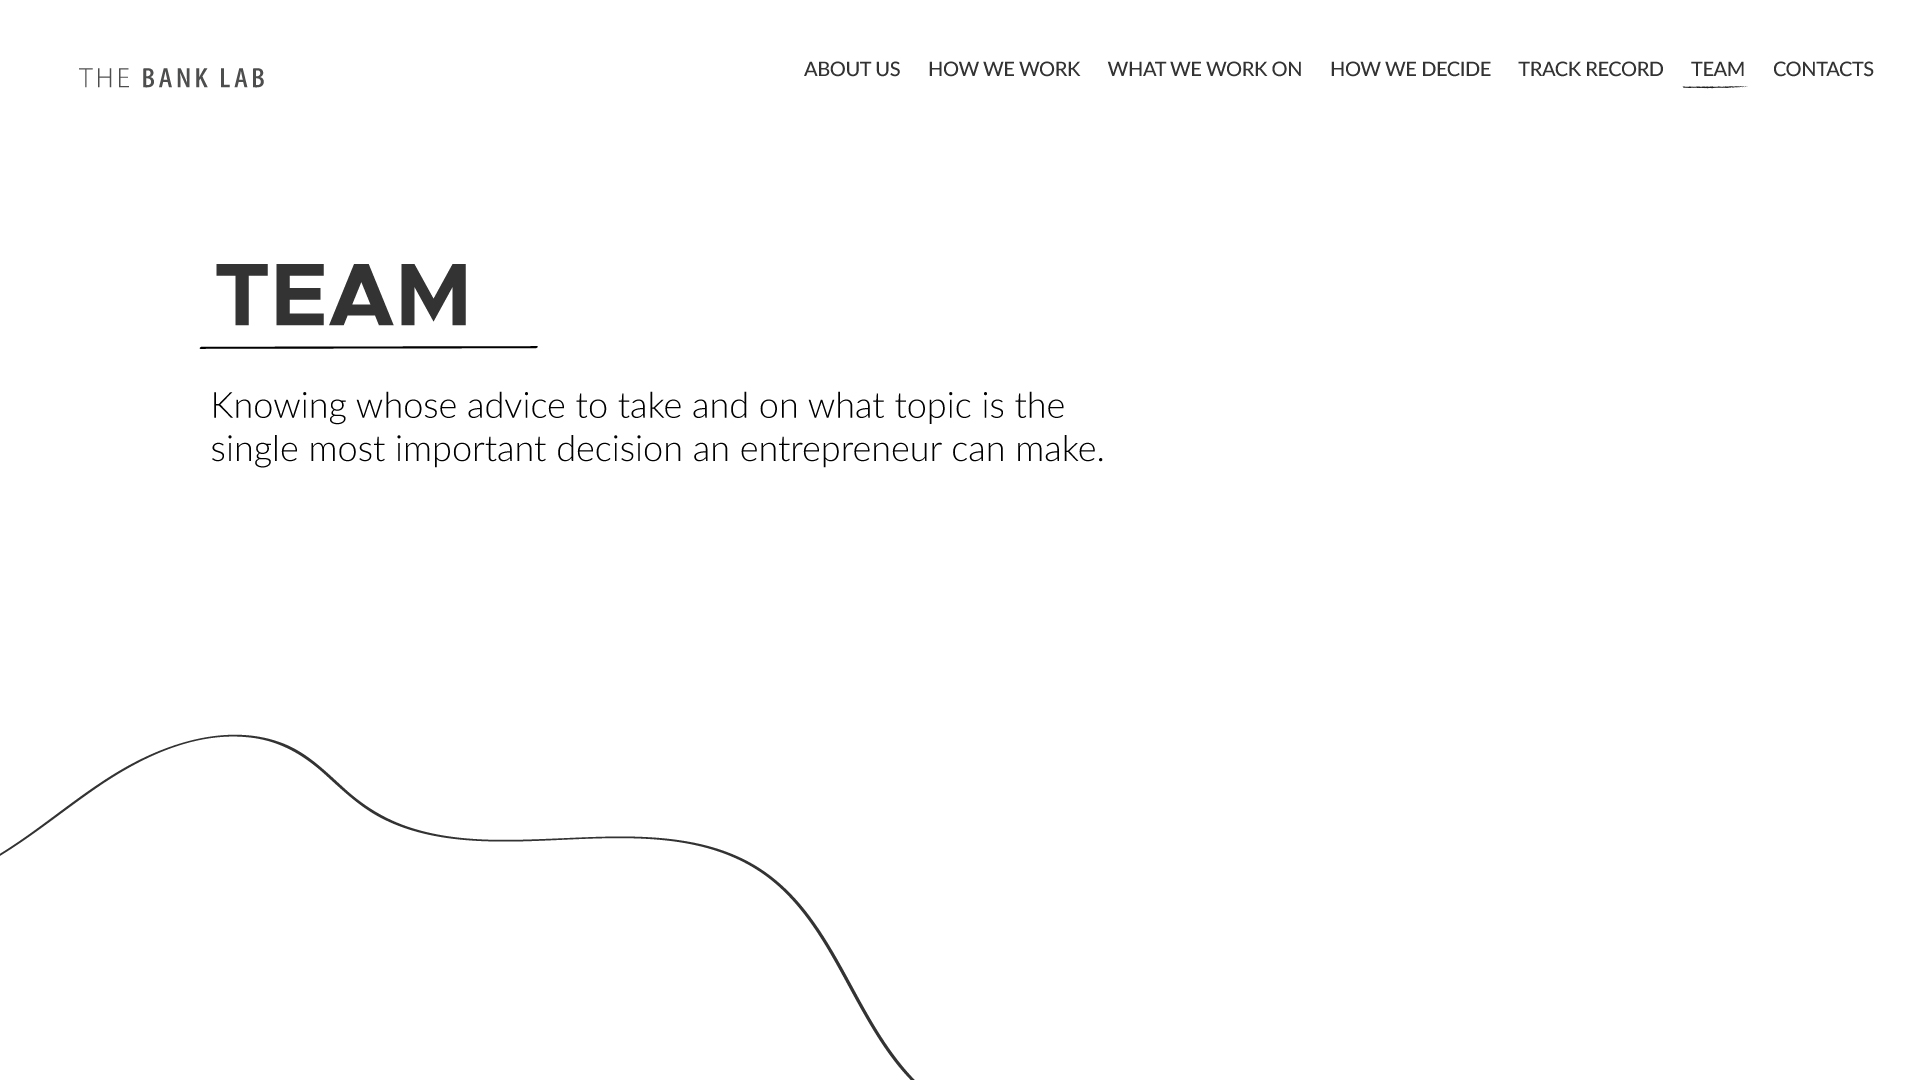 THE BANK LAB
ABOUT US HOW WE WORK WHAT WE WORK ON HOW WE DECIDE TRACK RECORD TEAM CONTACTS
TEAM
Knowing whose advice to take and on what topic is the
single most important decision an entrepreneur can make.